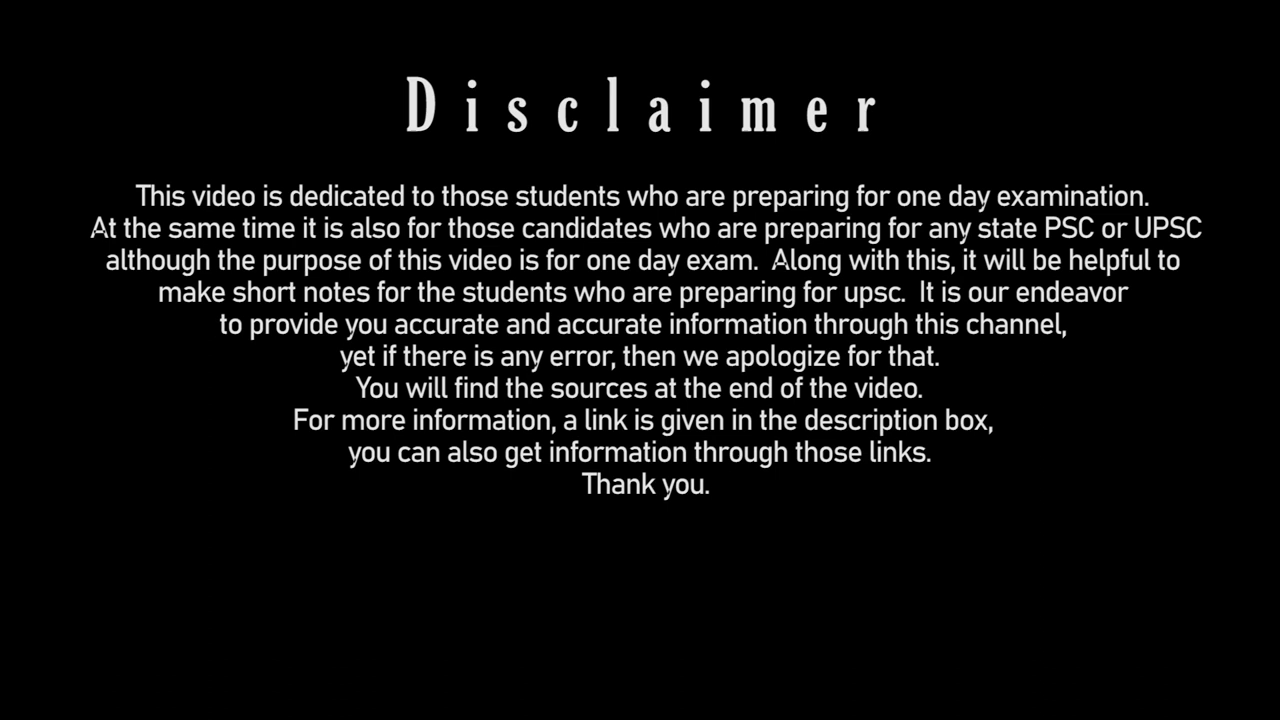 Disclaimer
This video is dedicated to those students who are preparing for one day examination.
At the same time it is also for those candidates who are preparing for any state PSC or UPSC
although the purpose of this video is for one day exam. Along with this, it will be helpful to
make short notes for the students who are preparing for upsc. It is our endeavor
to provide you accurate and accurate information through this channel,
yet if there is any error, then we apologize for that.
You will find the sources at the end of the video.
For more information, a link is given in the description box,
you can also get information through those links.
Thank you.